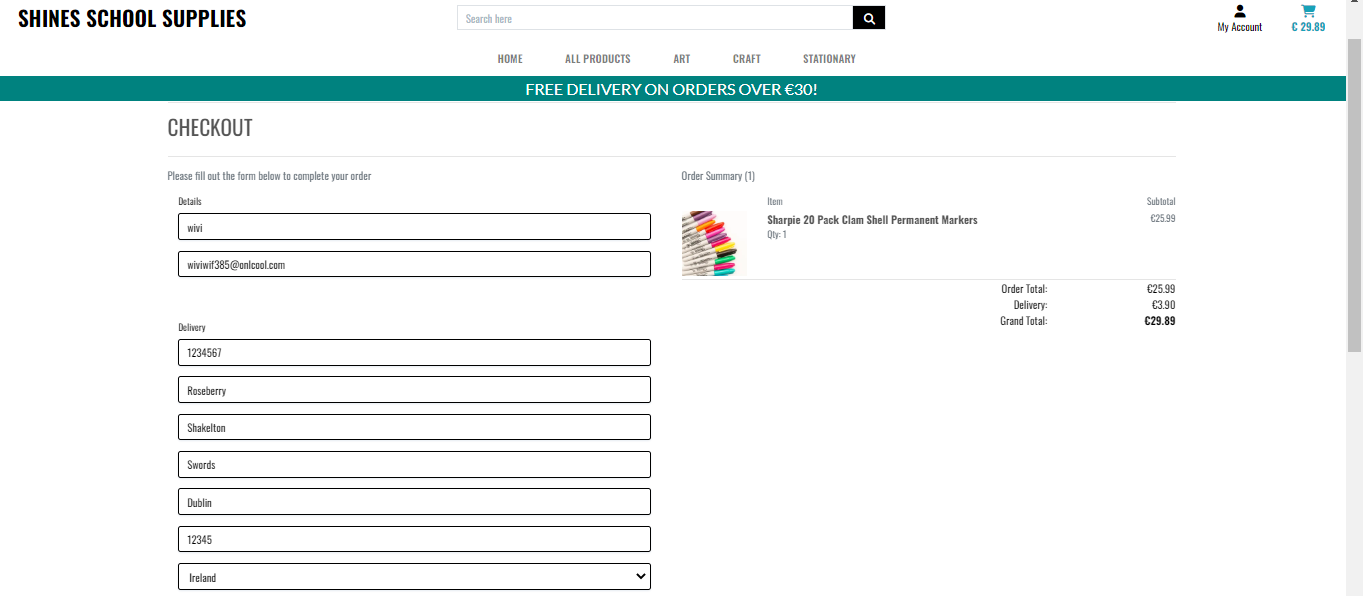 SHINES SCHOOL SUPPLIES
Search here
My Account
€ 29.89
HOME ALL PRODUCTS ART CRAFT STATIONARY
FREE DELIVERY ON ORDERS OVER €30!
CHECKOUT
Please fill out the form below to complete your order
Details
wivi
wiviwif385@onlcool.com
Delivery
1234567
Roseberry
Shakelton
Swords
Dublin
12345
Ireland
Order Summary (1)
Item Subtotal
Sharpie 20 Pack Clam Shell Permanent Markers €25.99
Qty: 1
Order Total: €25.99
Delivery: €3.90
Grand Total: €29.89